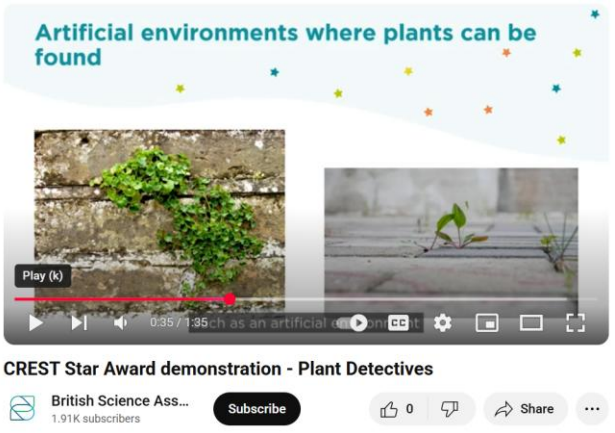 Artificial environments where plants can be
found
Play (k)
0:35 / 1:35
such as an artificial environment
CC
CREST Star Award demonstration - Plant Detectives
British Science Ass...
1.91K subscribers
Subscribe
0
Share